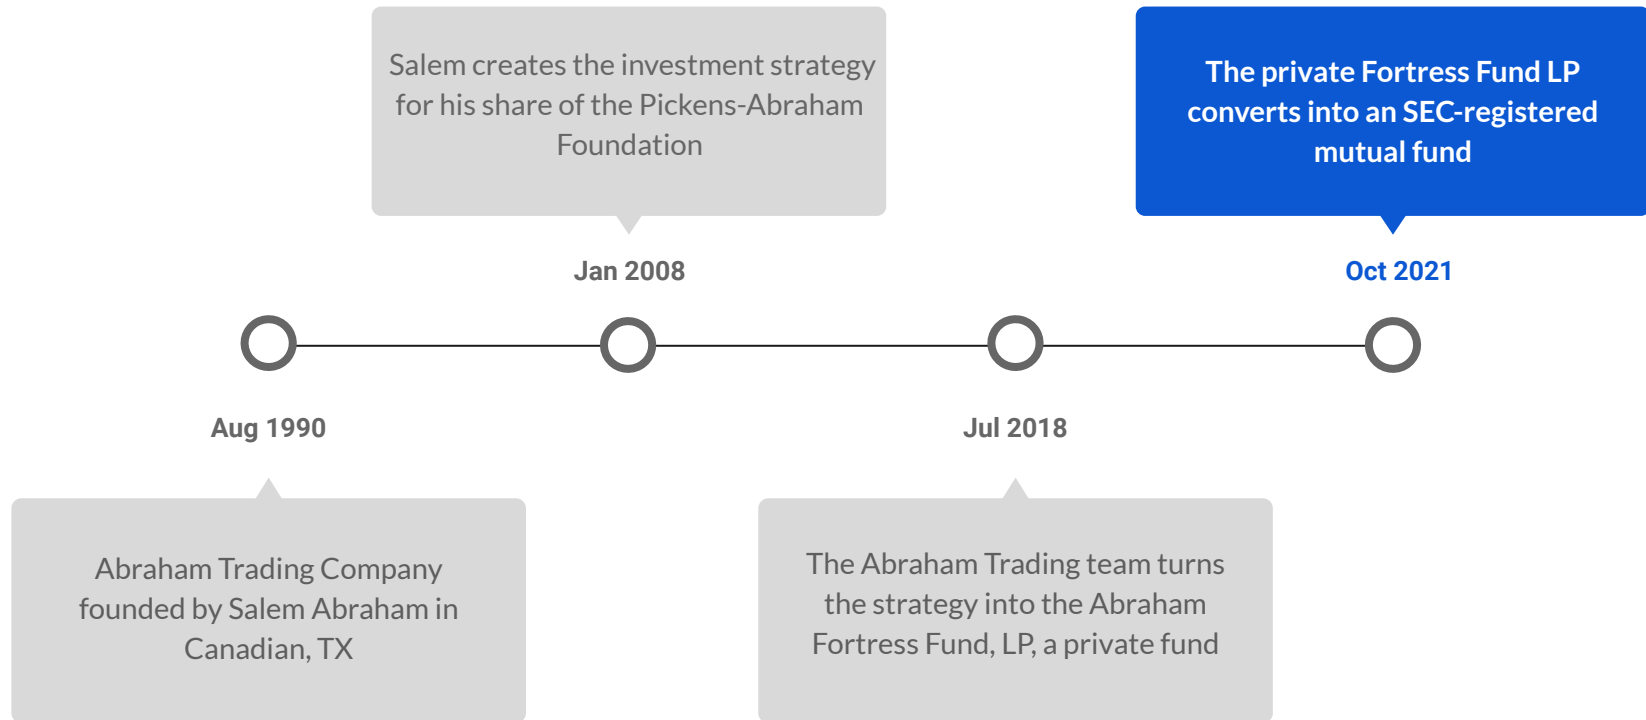 Salem creates the investment strategy
for his share of the Pickens-Abraham
Foundation
The private Fortress Fund LP
converts into an SEC-registered
mutual fund
Jan 2008
Oct 2021
Aug 1990
Jul 2018
Abraham Trading Company
founded by Salem Abraham in
Canadian, TX
The Abraham Trading team turns
the strategy into the Abraham
Fortress Fund, LP, a private fund